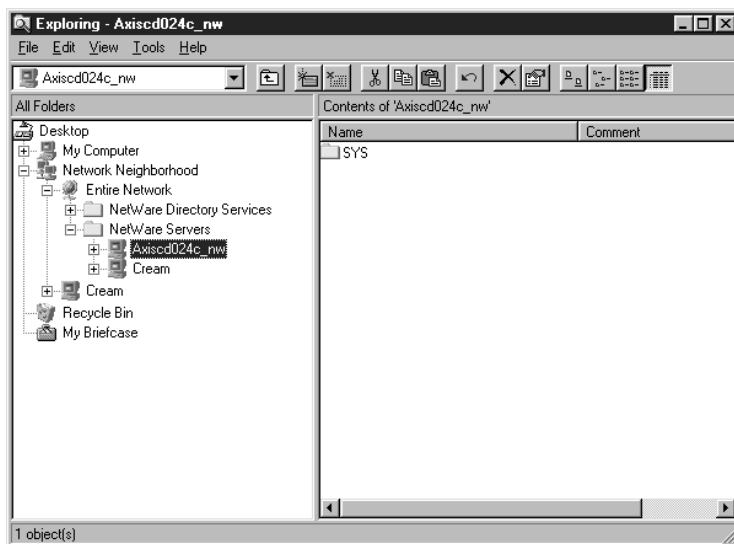 Exploring - Axiscd024c_nw
File Edit View Tools Help
Axiscd024c_nw
All Folders
Contents of 'Axiscd024c_nw'
Name Comment
Desktop
My Computer
Network Neighborhood
Entire Network
NetWare Directory Services
NetWare Servers
Axiscd024c_nw
Cream
Cream
Recycle Bin
My Briefcase
SYS
1 object(s)